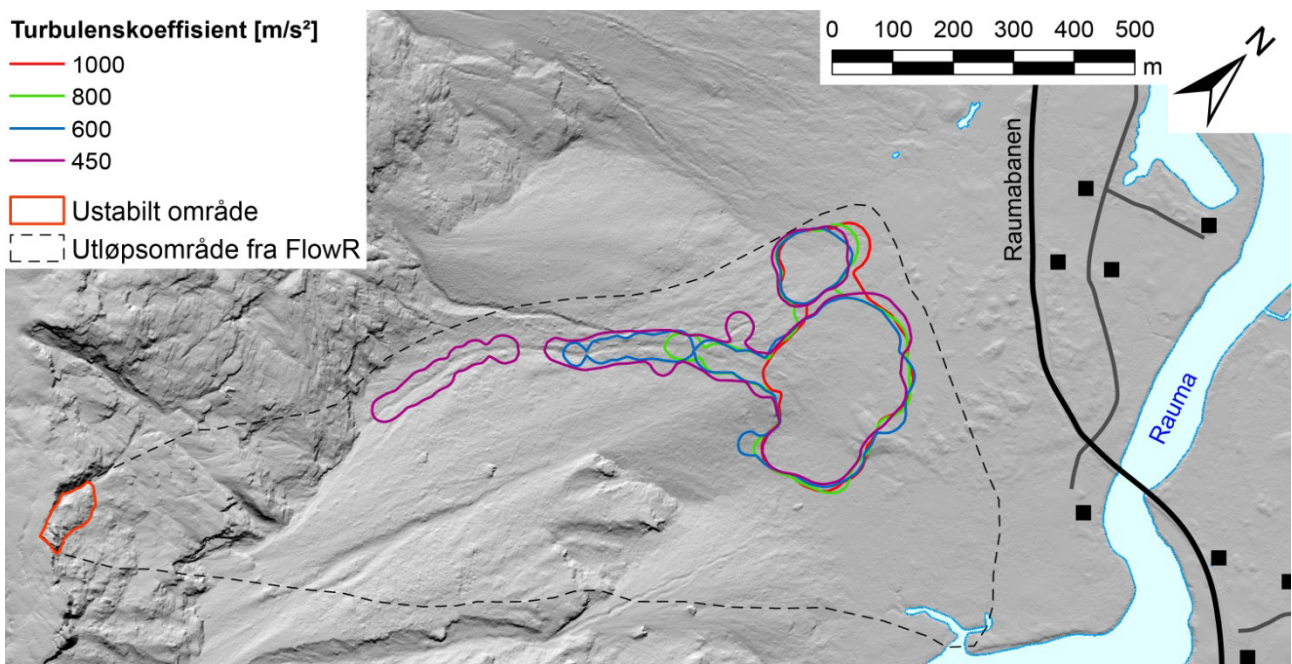 Turbulenskoeffisient [m/s²]
1000
800
600
450
Ustabilt område
Utløpsområde fra FlowR
0 100 200 300 400 500
m
N
Raumabanen
Rauma